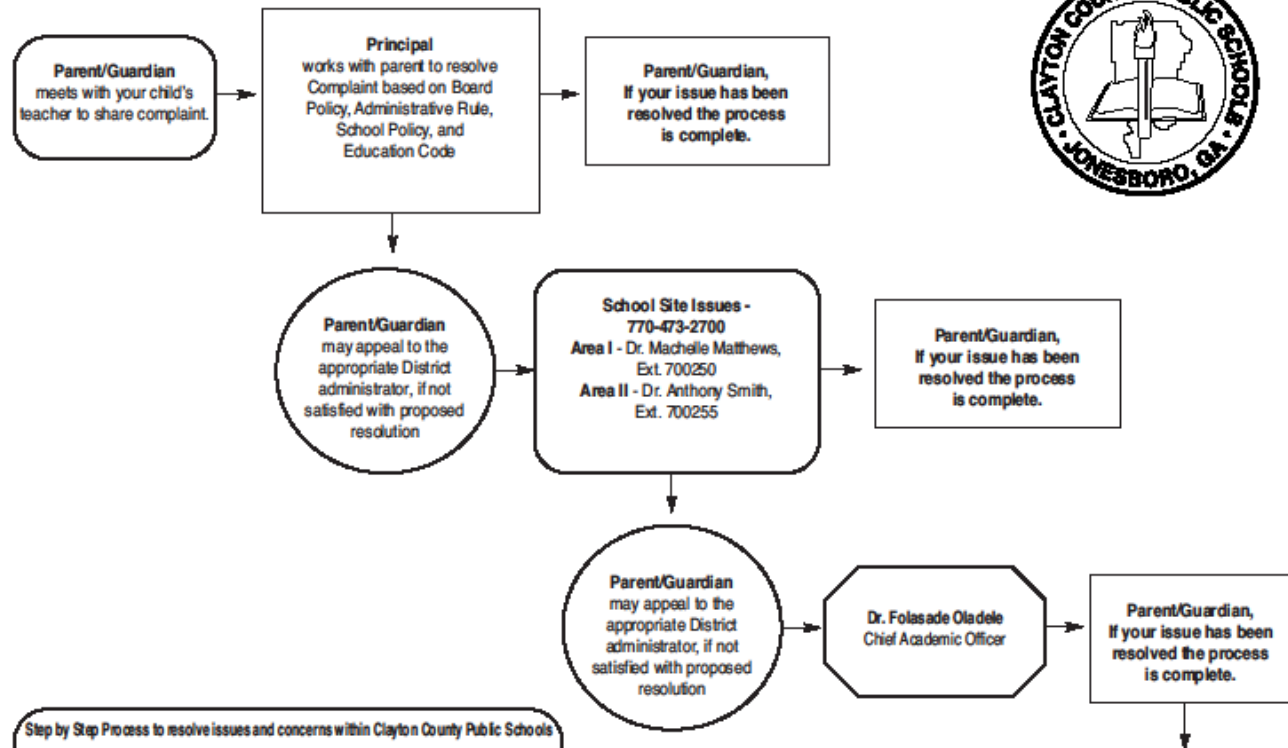 Parent/Guardian
meets with your child's
teacher to share complaint.
Principal
works with parent to resolve
Complaint based on Board
Policy, Administrative Rule,
School Policy, and
Education Code
Parent/Guardian,
If your issue has been
resolved the process
is complete.
CLAYTON COUNTY PUBLIC SCHOOLS
JONESBORO, GA
Parent/Guardian
may appeal to the
appropriate District
administrator, if not
satisfied with proposed
resolution
School Site Issues -
770-473-2700
Area I - Dr. Machelle Matthews,
Ext. 700250
Area II - Dr. Anthony Smith,
Ext. 700255
Parent/Guardian,
If your issue has been
resolved the process
is complete.
Parent/Guardian
may appeal to the
appropriate District
administrator, if not
satisfied with proposed
resolution
Dr. Folasade Oladele
Chief Academic Officer
Parent/Guardian,
If your issue has been
resolved the process
is complete.
Step by Step Process to resolve issues and concerns within Clayton County Public Schools